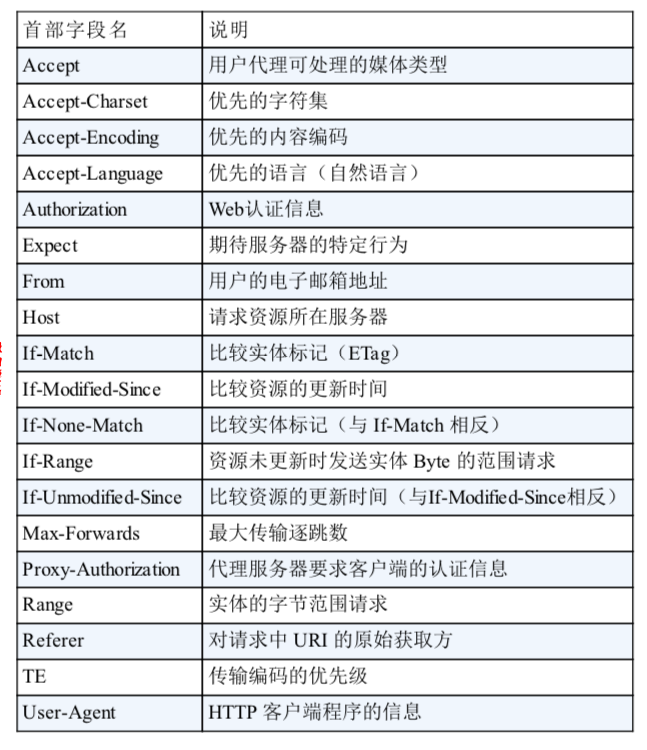 首部字段名 说明
Accept 用户代理可处理的媒体类型
Accept-Charset 优先的字符集
Accept-Encoding 优先的内容编码
Accept-Language 优先的语言（自然语言）
Authorization Web认证信息
Expect 期待服务器的特定行为
From 用户的电子邮箱地址
Host 请求资源所在服务器
If-Match 比较实体标记（ETag）
If-Modified-Since 比较资源的更新时间
If-None-Match 比较实体标记（与 If-Match 相反）
If-Range 资源未更新时发送实体 Byte 的范围请求
If-Unmodified-Since 比较资源的更新时间（与If-Modified-Since相反）
Max-Forwards 最大传输逐跳数
Proxy-Authorization 代理服务器要求客户端的认证信息
Range 实体的字节范围请求
Referer 对请求中 URI 的原始获取方
TE 传输编码的优先级
User-Agent HTTP 客户端程序的信息